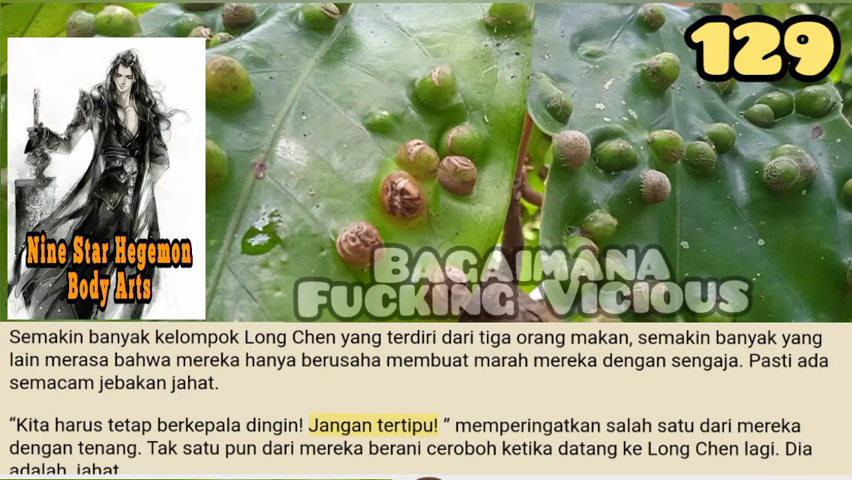 129
Nine Star Hegemon
Body Arts
BAGAIMANA
FUCKING VICIOUS
Semakin banyak kelompok Long Chen yang terdiri dari tiga orang makan, semakin banyak yang
lain merasa bahwa mereka hanya berusaha membuat marah mereka dengan sengaja. Pasti ada
semacam jebakan jahat.
“Kita harus tetap berkepala dingin! Jangan tertipu! ” memperingatkan salah satu dari mereka
dengan tenang. Tak satu pun dari mereka berani ceroboh ketika datang ke Long Chen lagi. Dia
adalah, jahat